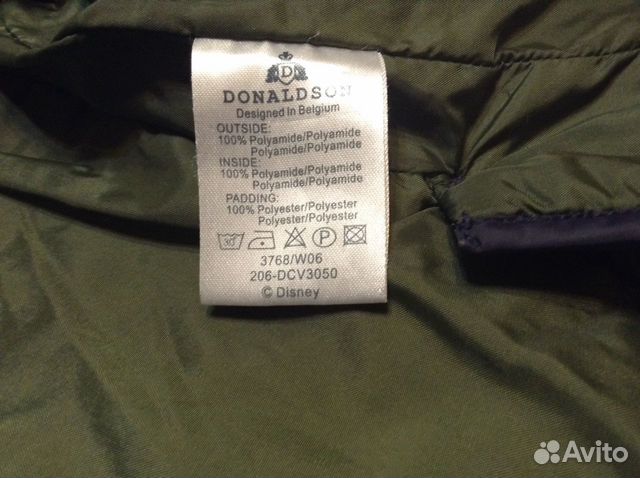 D
DONALDSON
Designed in Belgium
OUTSIDE:
100% Polyamide/Polyamide
Polyamide/Polyamide
INSIDE:
100% Polyamide/Polyamide
Polyamide/Polyamide
PADDING:
100% Polyester/Polyester
Polyester/Polyester
30 P
3768/W06
206-DCV3050
© Disney
Avito